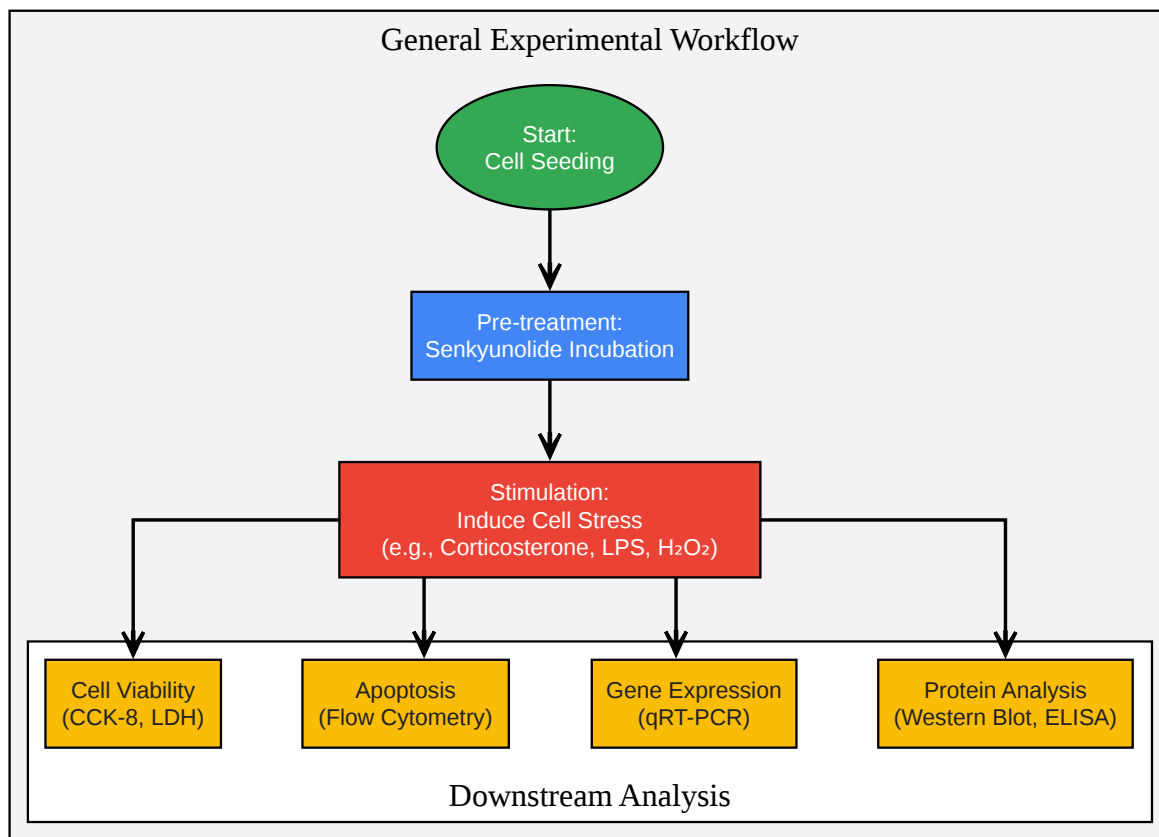 General Experimental Workflow
Start:
Cell Seeding
Pre-treatment:
Senkyunolide Incubation
Stimulation:
Induce Cell Stress
(e.g., Corticosterone, LPS, H₂O₂)
Cell Viability
(CCK-8, LDH)
Apoptosis
(Flow Cytometry)
Gene Expression
(qRT-PCR)
Protein Analysis
(Western Blot, ELISA)
Downstream Analysis